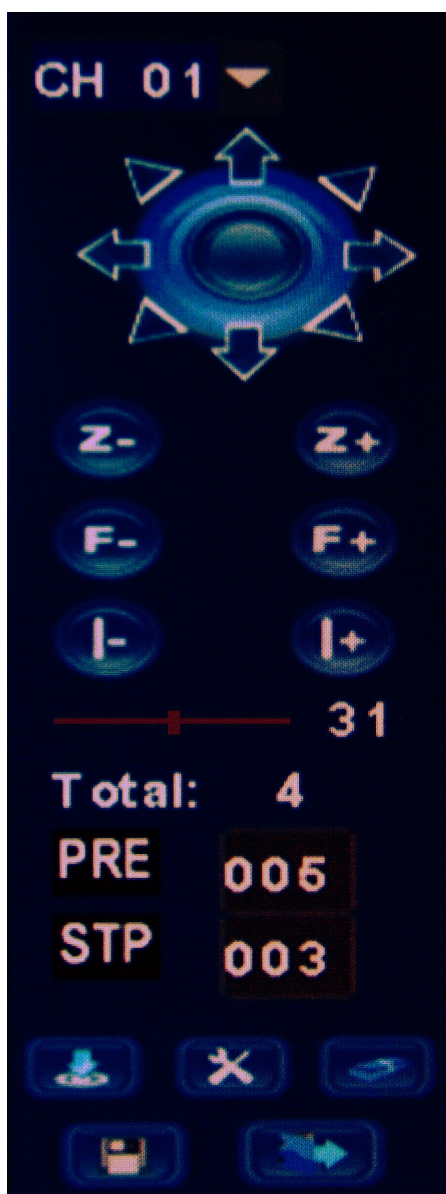 CH 01
Z- Z+
F- F+
I- I+
31
Total: 4
PRE 005
STP 003